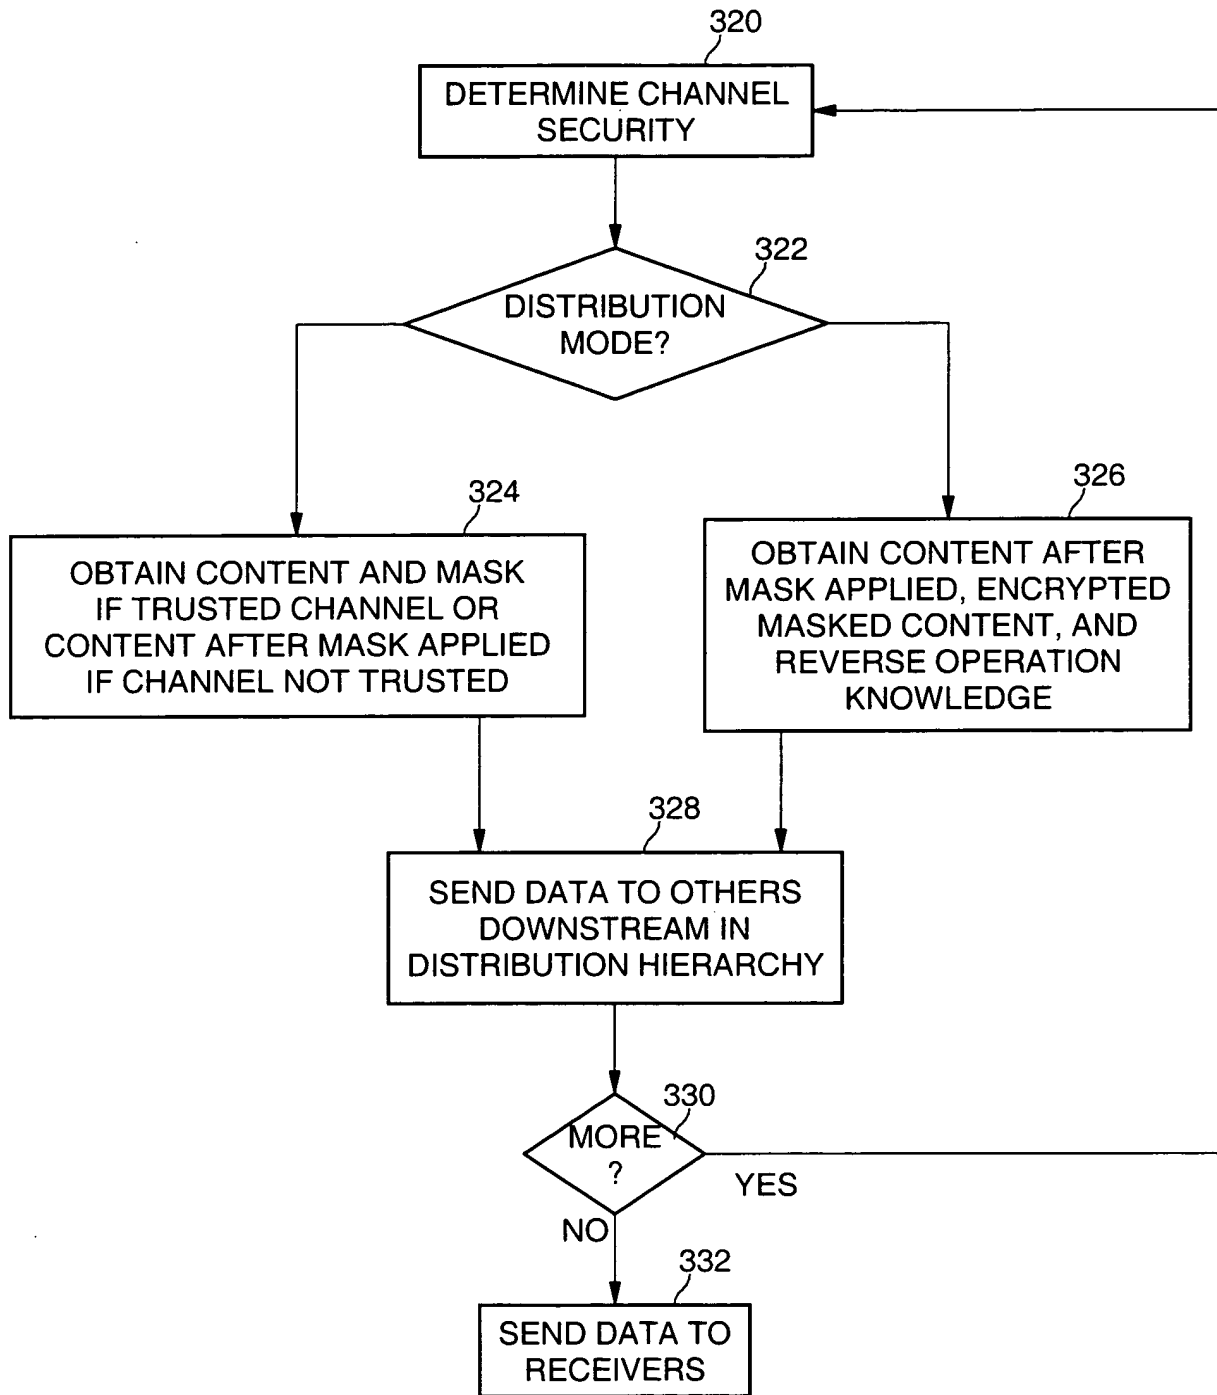 320
DETERMINE CHANNEL
SECURITY
322
DISTRIBUTION
MODE?
324
OBTAIN CONTENT AND MASK
IF TRUSTED CHANNEL OR
CONTENT AFTER MASK APPLIED
IF CHANNEL NOT TRUSTED
326
OBTAIN CONTENT AFTER
MASK APPLIED, ENCRYPTED
MASKED CONTENT, AND
REVERSE OPERATION
KNOWLEDGE
328
SEND DATA TO OTHERS
DOWNSTREAM IN
DISTRIBUTION HIERARCHY
330
MORE
?
YES
NO
332
SEND DATA TO
RECEIVERS